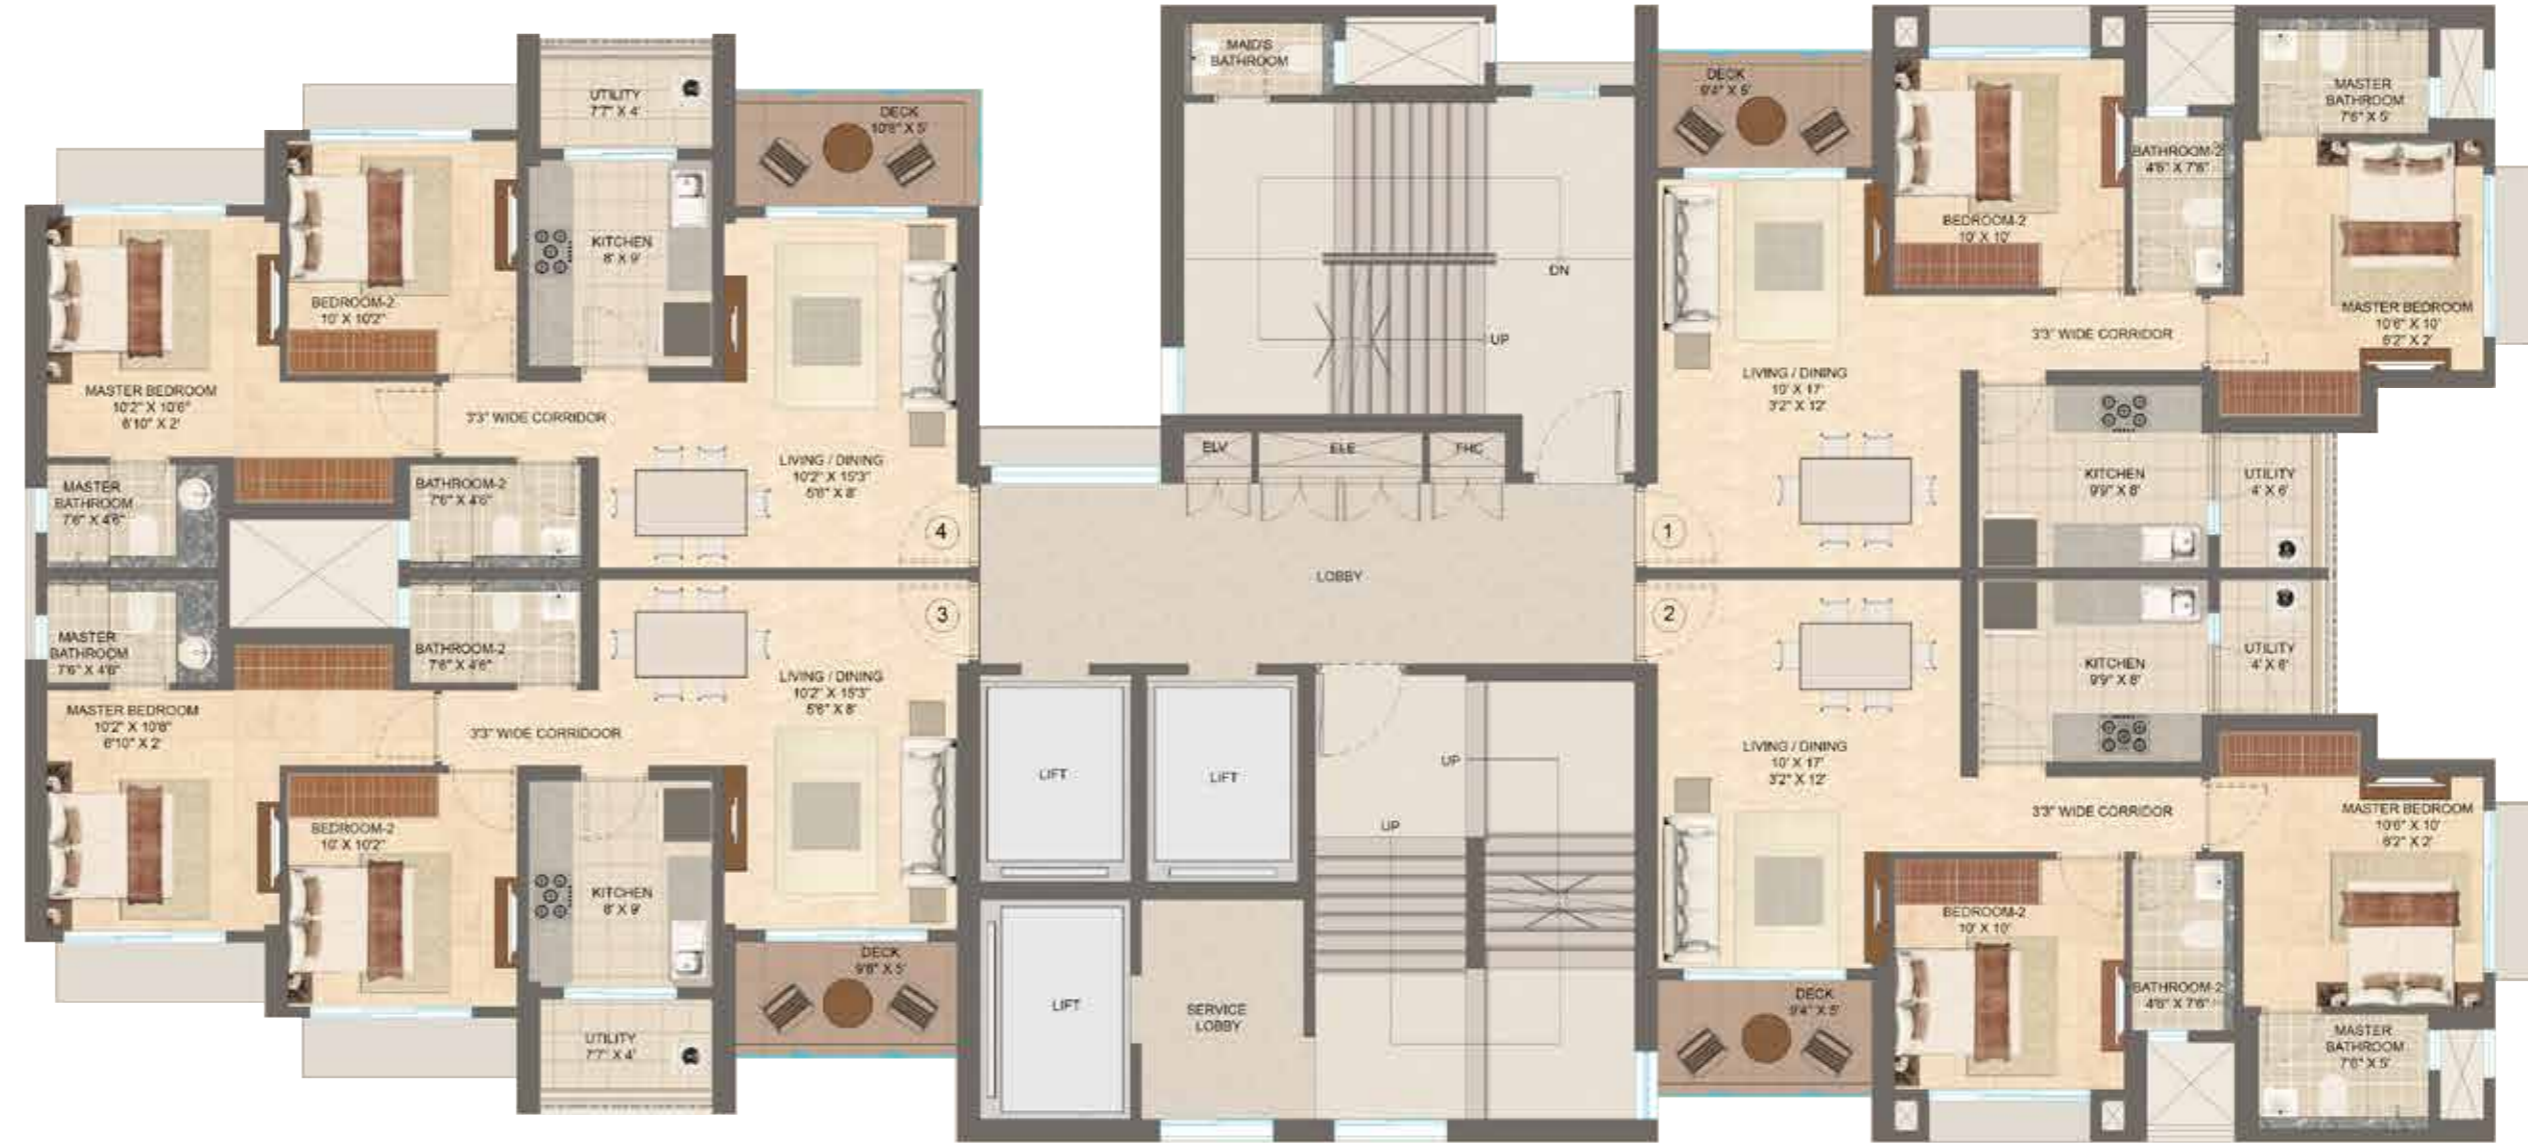 UTILITY
7'7" X 4'
DECK
10'8" X 5'
KITCHEN
8' X 9'
BEDROOM-2
10' X 10'2"
MASTER BEDROOM
10'2" X 10'6"
6'10" X 2'
3'3" WIDE CORRIDOR
LIVING / DINING
10'2" X 15'3"
5'6" X 8'
MASTER
BATHROOM
7'6" X 4'6"
BATHROOM-2
7'6" X 4'6"
4
MASTER
BATHROOM
7'6" X 4'6"
BATHROOM-2
7'6" X 4'6"
3
LIVING / DINING
10'2" X 15'3"
5'6" X 8'
MASTER BEDROOM
10'2" X 10'6"
6'10" X 2'
3'3" WIDE CORRIDOOR
BEDROOM-2
10' X 10'2"
KITCHEN
8' X 9'
DECK
9'8" X 5'
UTILITY
7'7" X 4'
MAID'S
BATHROOM
DN
UP
ELV
ELE
FHC
LOBBY
LIFT
LIFT
UP
UP
LIFT
SERVICE
LOBBY
DECK
9'4" X 5'
BEDROOM-2
10' X 10'
BATHROOM-2
4'6" X 7'6"
MASTER
BATHROOM
7'6" X 5'
MASTER BEDROOM
10'6" X 10'
6'2" X 2'
3'3" WIDE CORRIDOR
LIVING / DINING
10' X 17'
3'2" X 12'
KITCHEN
9'9" X 8'
UTILITY
4' X 6'
1
2
KITCHEN
9'9" X 8'
UTILITY
4' X 6'
LIVING / DINING
10' X 17'
3'2" X 12'
3'3" WIDE CORRIDOR
MASTER BEDROOM
10'6" X 10'
6'2" X 2'
BEDROOM-2
10' X 10'
BATHROOM-2
4'6" X 7'6"
DECK
9'4" X 5'
MASTER
BATHROOM
7'6" X 5'